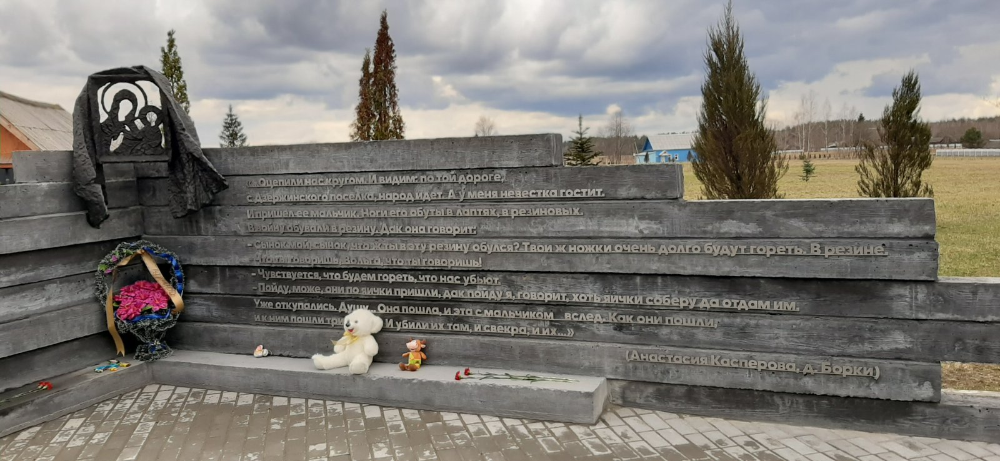 «...Оцепили нас кругом. И видим: по той дороге,
с Дзержинского поселка, народ идет. А у меня невестка гостит.
И пришел ее мальчик. Ноги его обуты в лаптях, в резиновых.
В войну обували в резину. Дак она говорит:
- Сынок мой, сынок, что ж ты в эту резину обулся? Твои ж ножки очень долго будут гореть. В резине.
- Что ты говоришь, Вольга, что ты говоришь!
- Чувствуется, что будем гореть, что нас убьют.
- Пойду, може, они по яички пришли, дак пойду я, говорит, хоть яички соберу да отдам им.
Уже откупались. Душу... Она пошла, и эта с мальчиком вслед. Как они пошли,
и к ним пошли три И убили их там, и свекра, и их...»
(Анастасия Касперова, д. Борки)